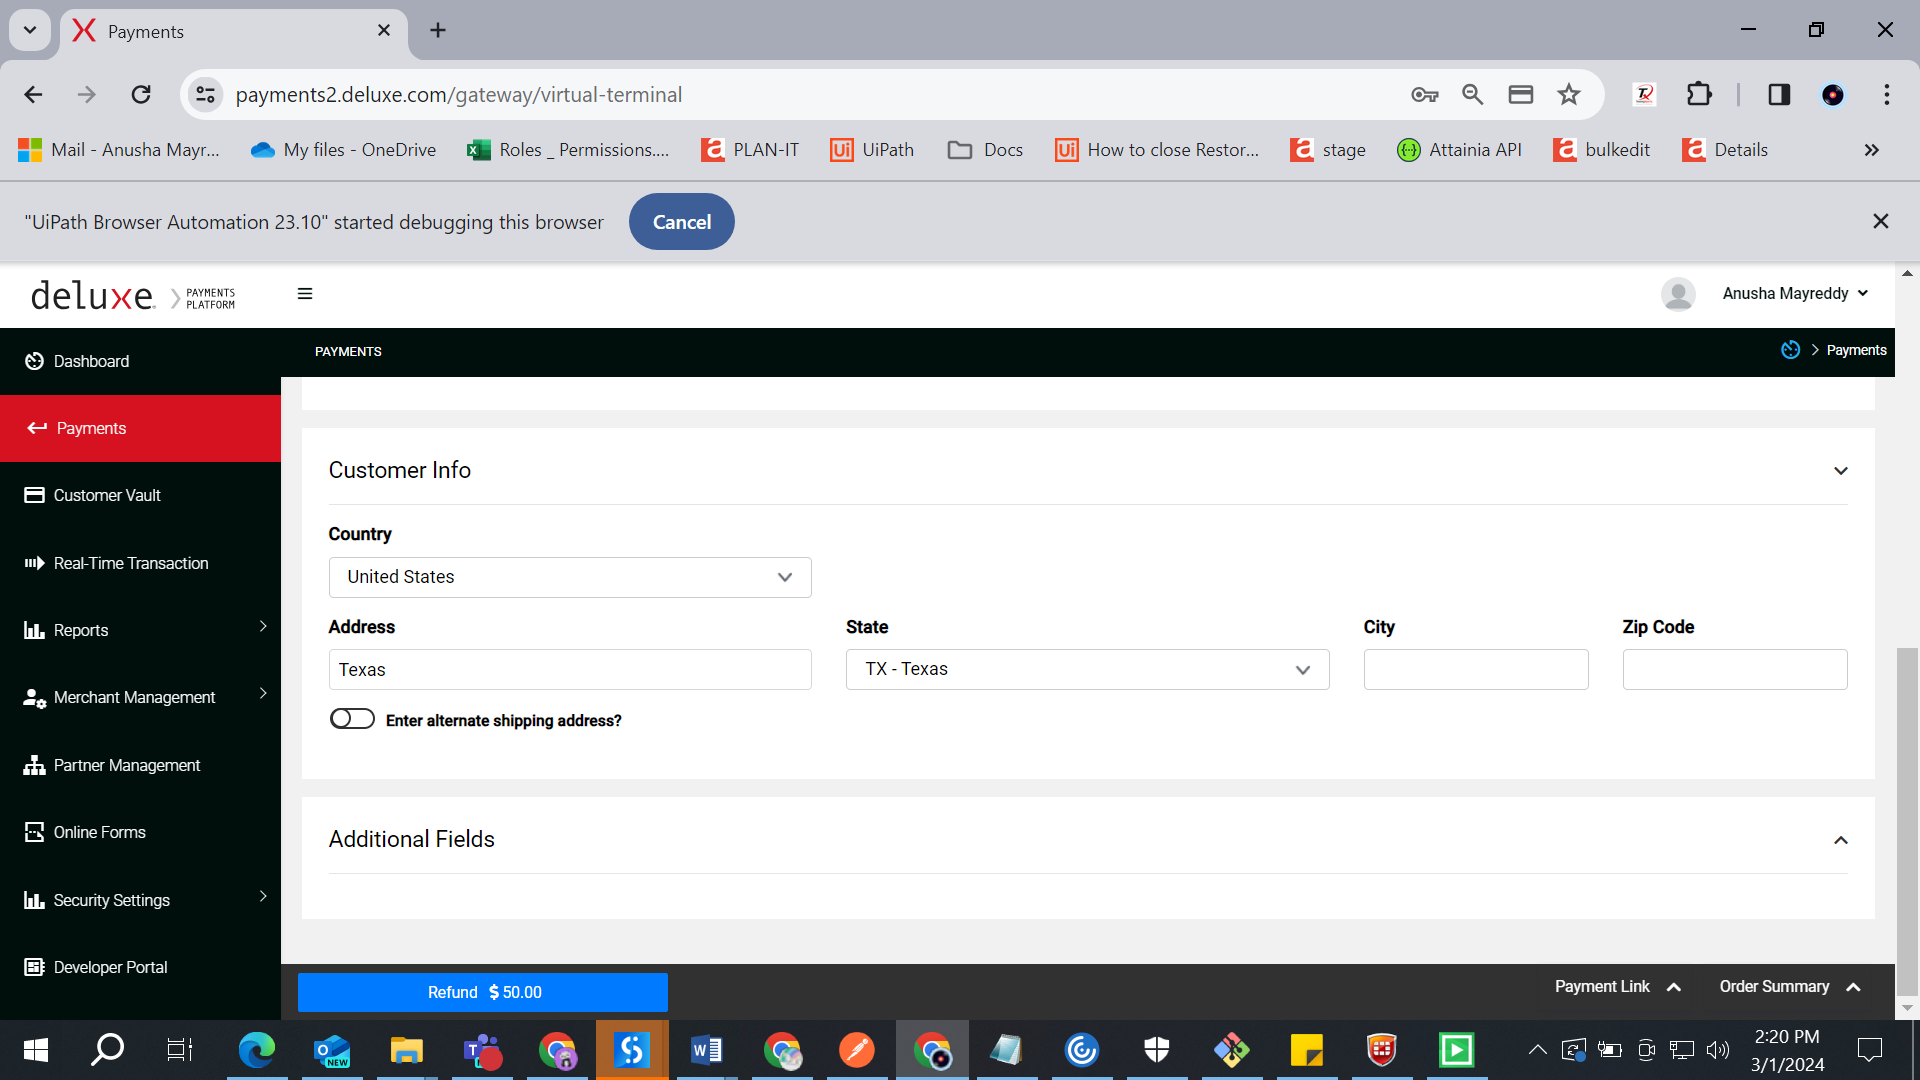 Payments
payments2.deluxe.com/gateway/virtual-terminal
Mail - Anusha Mayr...
My files - OneDrive
Roles _ Permissions....
PLAN-IT
UiPath
Docs
How to close Restor...
stage
Attainia API
bulkedit
Details
"UiPath Browser Automation 23.10" started debugging this browser
Cancel
deluxe
PAYMENTS
PLATFORM
Anusha Mayreddy
PAYMENTS
Payments
Dashboard
Payments
Customer Vault
Real-Time Transaction
Reports
Merchant Management
Partner Management
Online Forms
Security Settings
Developer Portal
Customer Info
Country
United States
Address
State
City
Zip Code
Texas
TX - Texas
Enter alternate shipping address?
Additional Fields
Refund $ 50.00
Payment Link
Order Summary
2:20 PM
3/1/2024